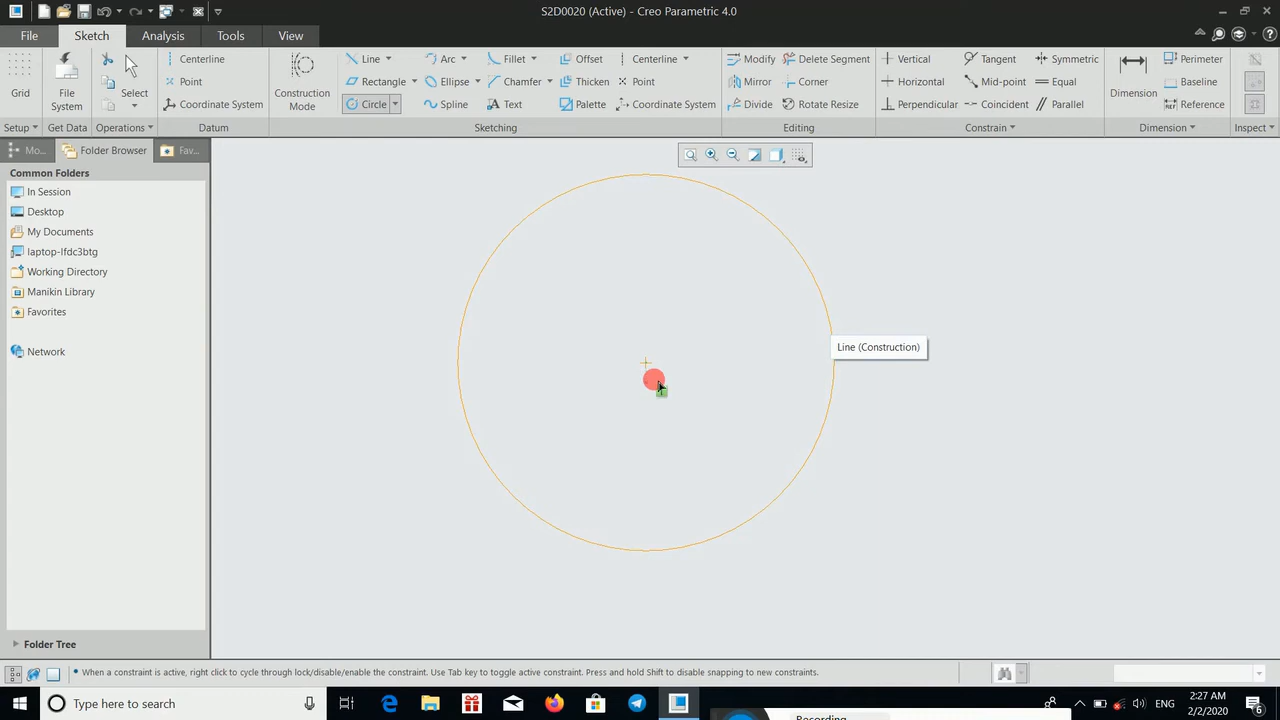 S2D0020 (Active) - Creo Parametric 4.0
File Sketch Analysis Tools View
Grid
File System
Select
Centerline
Point
Coordinate System
Construction Mode
Line Arc Fillet Offset Centerline
Rectangle Ellipse Chamfer Thicken Point
Circle Spline Text Palette Coordinate System
Modify Delete Segment
Mirror Corner
Divide Rotate Resize
Vertical Tangent Symmetric
Horizontal Mid-point Equal
Perpendicular Coincident Parallel
Dimension
Perimeter
Baseline
Reference
Setup Get Data Operations Datum Sketching Editing Constrain Dimension Inspect
Mo... Folder Browser Fav...
Common Folders
In Session
Desktop
My Documents
laptop-lfdc3btg
Working Directory
Manikin Library
Favorites
Network
Line (Construction)
Folder Tree
• When a constraint is active, right click to cycle through lock/disable/enable the constraint. Use Tab key to toggle active constraint. Press and hold Shift to disable snapping to new constraints.
Type here to search
Recording
ENG
2:27 AM
2/2/2020